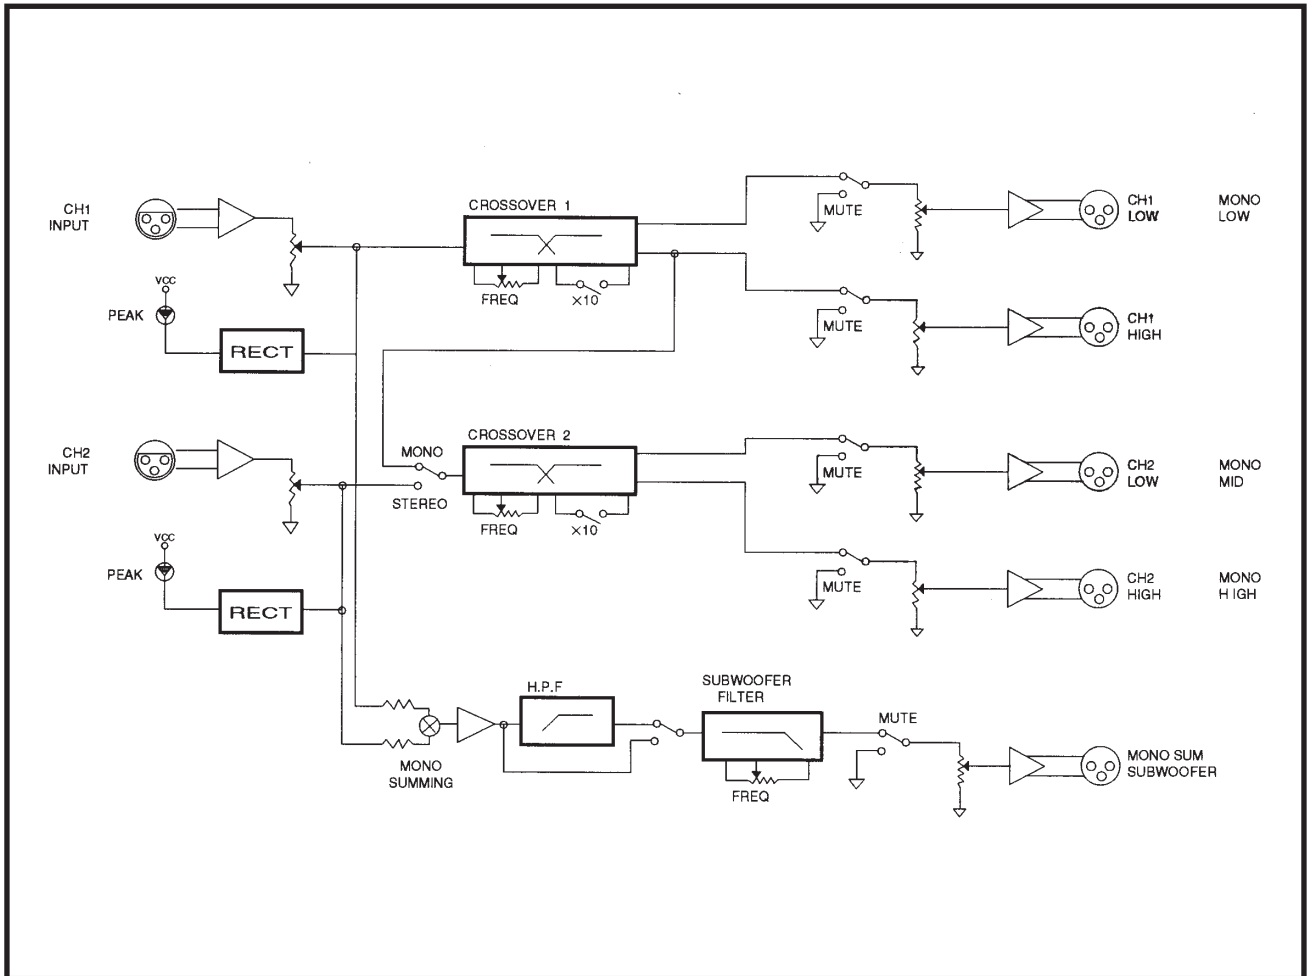 CH1
INPUT
CROSSOVER 1
FREQ
×10
MUTE
CH1
LOW
MONO
LOW
VCC
PEAK
RECT
MUTE
CH1
HIGH
CH2
INPUT
MONO
STEREO
CROSSOVER 2
FREQ
×10
MUTE
CH2
LOW
MONO
MID
VCC
PEAK
RECT
MUTE
CH2
HIGH
MONO
H IGH
MONO
SUMMING
H.P.F
SUBWOOFER
FILTER
FREQ
MUTE
MONO SUM
SUBWOOFER